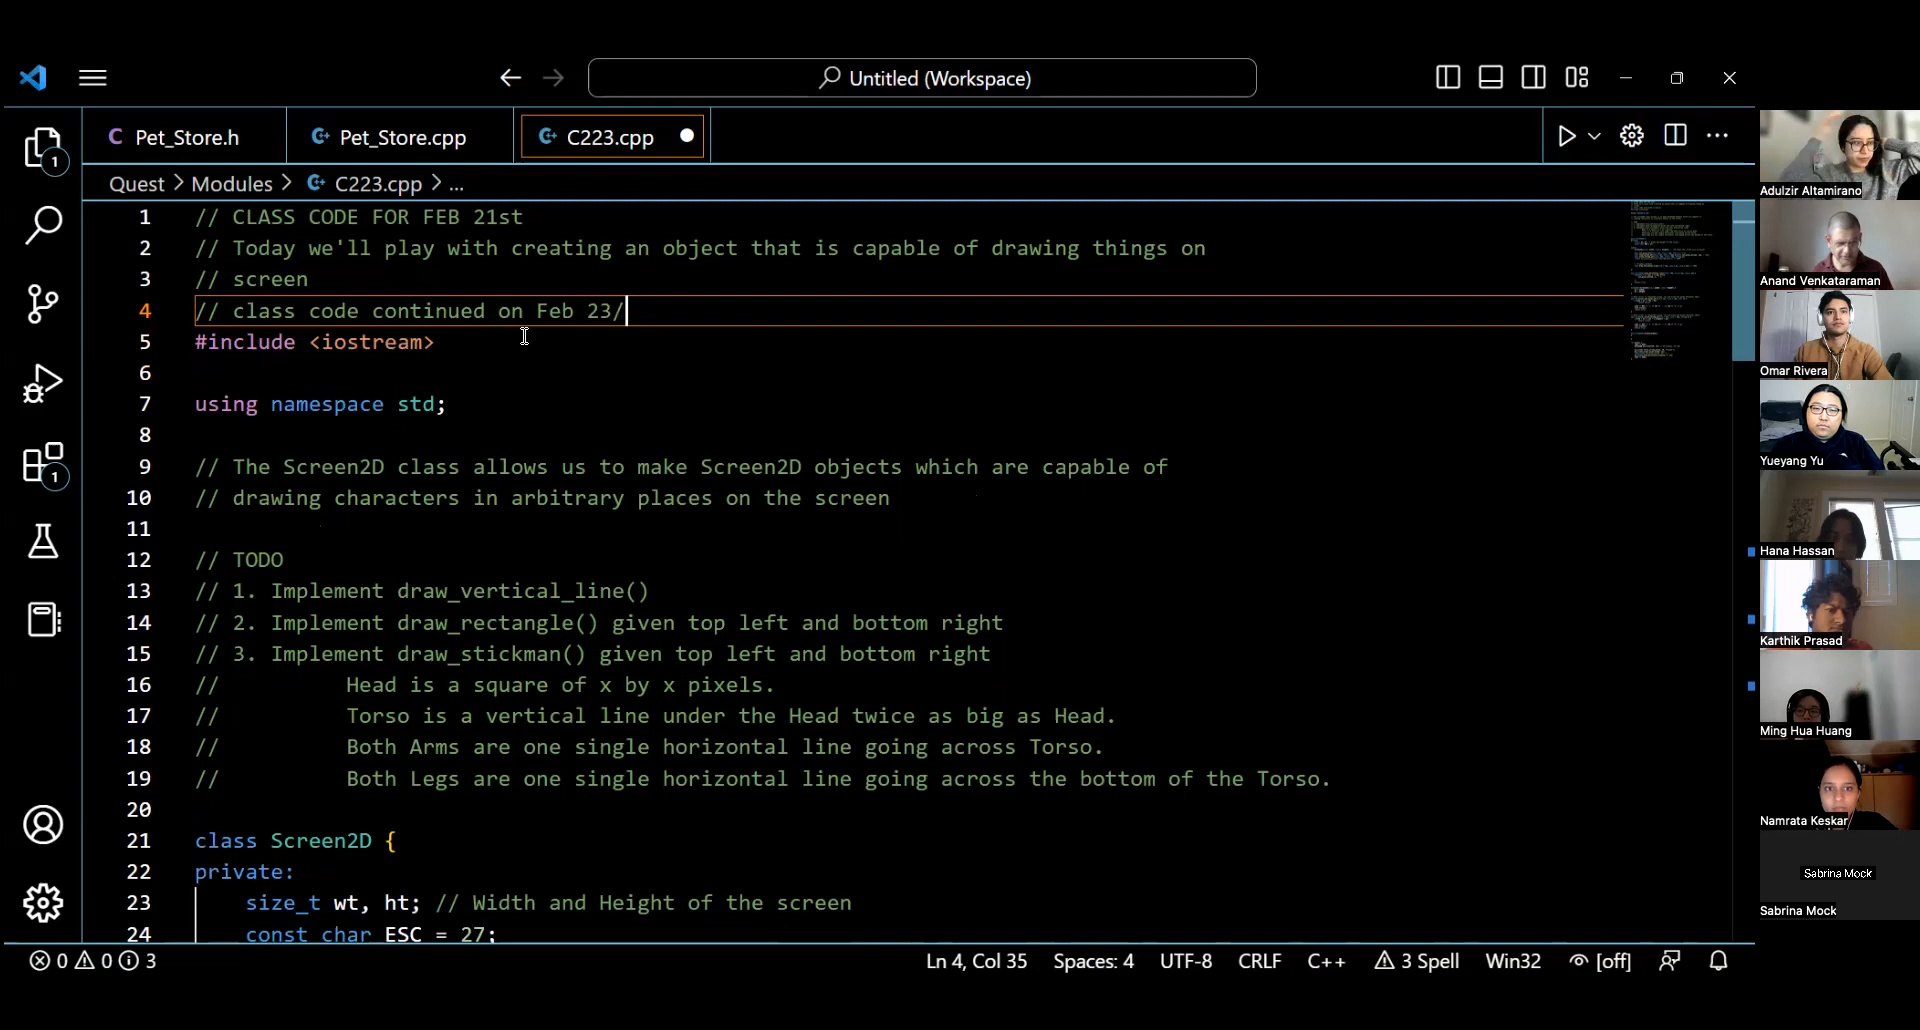 Untitled (Workspace)
C Pet_Store.h
Pet_Store.cpp
C223.cpp
1
Quest > Modules > C223.cpp > ...
1 // CLASS CODE FOR FEB 21st
2 // Today we'll play with creating an object that is capable of drawing things on
3 // screen
4 // class code continued on Feb 23/
5 #include <iostream>
6
7 using namespace std;
8
9 // The Screen2D class allows us to make Screen2D objects which are capable of
10 // drawing characters in arbitrary places on the screen
11
12 // TODO
13 // 1. Implement draw_vertical_line()
14 // 2. Implement draw_rectangle() given top left and bottom right
15 // 3. Implement draw_stickman() given top left and bottom right
16 // Head is a square of x by x pixels.
17 // Torso is a vertical line under the Head twice as big as Head.
18 // Both Arms are one single horizontal line going across Torso.
19 // Both Legs are one single horizontal line going across the bottom of the Torso.
20
21 class Screen2D {
22 private:
23 size_t wt, ht; // Width and Height of the screen
24 const char ESC = 27;
1
0 0 3
Ln 4, Col 35
Spaces: 4
UTF-8
CRLF
C++
3 Spell
Win32
[off]
Adulzir Altamirano
Anand Venkataraman
Omar Rivera
Yueyang Yu
Hana Hassan
Karthik Prasad
Ming Hua Huang
Namrata Keskar
Sabrina Mock
Sabrina Mock